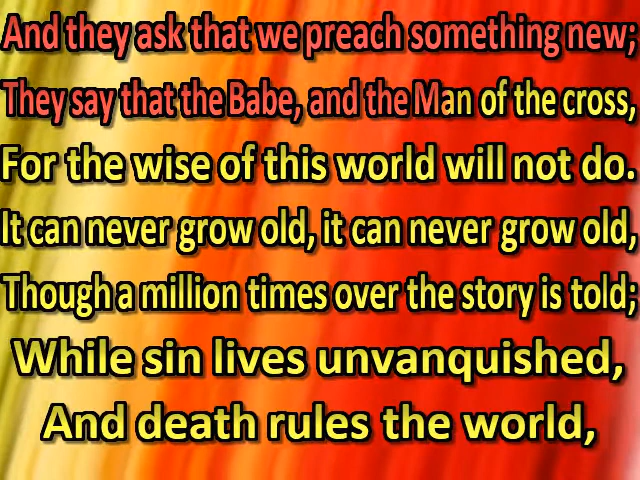 And they ask that we preach something new;
They say that the Babe, and the Man of the cross,
For the wise of this world will not do.
It can never grow old, it can never grow old,
Though a million times over the story is told;
While sin lives unvanquished,
And death rules the world,